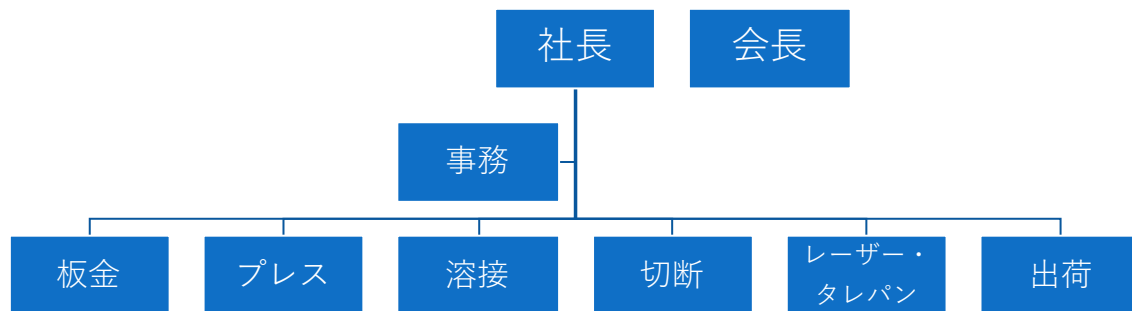 社長
会長
事務
板金
プレス
溶接
切断
レーザー・
タレパン
出荷